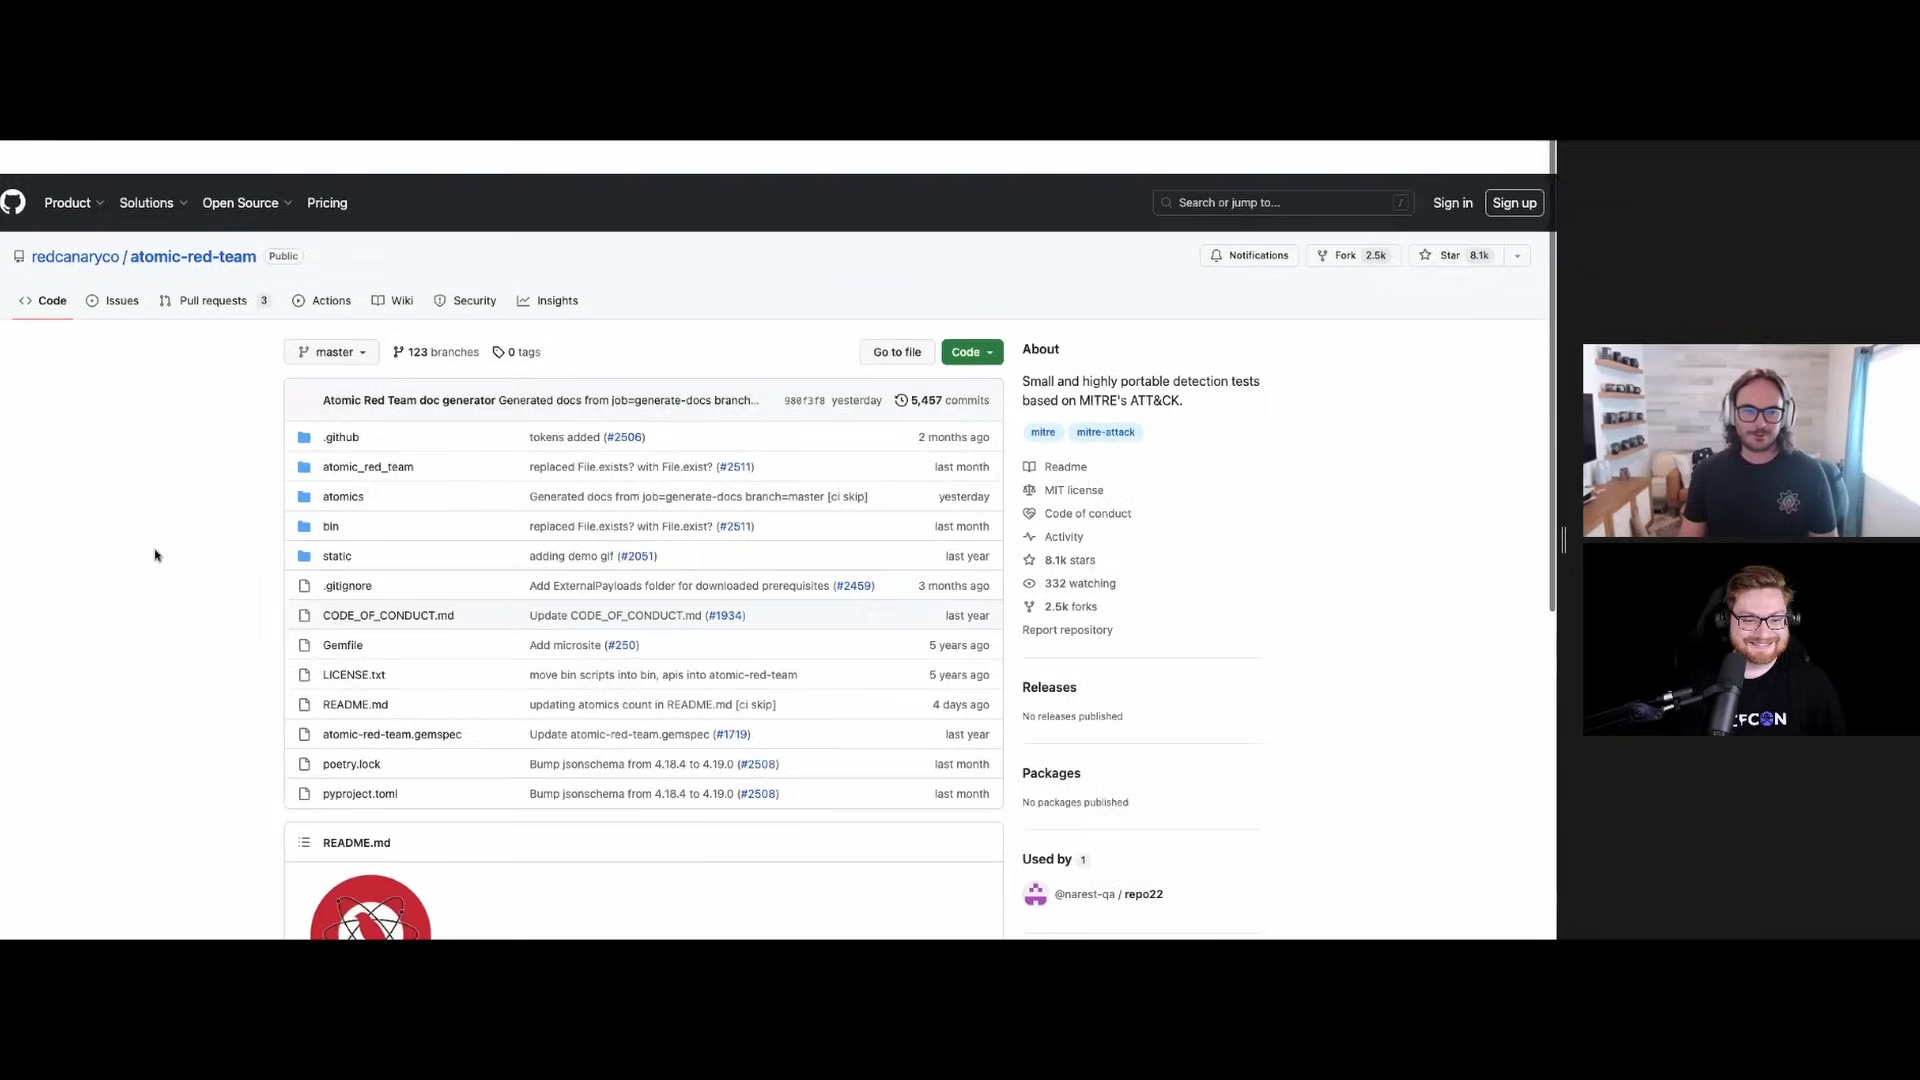 Product Solutions Open Source Pricing Search or jump to... / Sign in Sign up
redcanaryco / atomic-red-team Public Notifications Fork 2.5k Star 8.1k
Code Issues Pull requests 3 Actions Wiki Security Insights
master 123 branches 0 tags Go to file Code
Atomic Red Team doc generator Generated docs from job=generate-docs branch... 980f3f8 yesterday 5,457 commits
.github tokens added (#2506) 2 months ago
atomic_red_team replaced File.exists? with File.exist? (#2511) last month
atomics Generated docs from job=generate-docs branch=master [ci skip] yesterday
bin replaced File.exists? with File.exist? (#2511) last month
static adding demo gif (#2051) last year
.gitignore Add ExternalPayloads folder for downloaded prerequisites (#2459) 3 months ago
CODE_OF_CONDUCT.md Update CODE_OF_CONDUCT.md (#1934) last year
Gemfile Add microsite (#250) 5 years ago
LICENSE.txt move bin scripts into bin, apis into atomic-red-team 5 years ago
README.md updating atomics count in README.md [ci skip] 4 days ago
atomic-red-team.gemspec Update atomic-red-team.gemspec (#1719) last year
poetry.lock Bump jsonschema from 4.18.4 to 4.19.0 (#2508) last month
pyproject.toml Bump jsonschema from 4.18.4 to 4.19.0 (#2508) last month
README.md
About
Small and highly portable detection tests
based on MITRE's ATT&CK.
mitre mitre-attack
Readme
MIT license
Code of conduct
Activity
8.1k stars
332 watching
2.5k forks
Report repository
Releases
No releases published
Packages
No packages published
Used by 1
@narest-qa / repo22